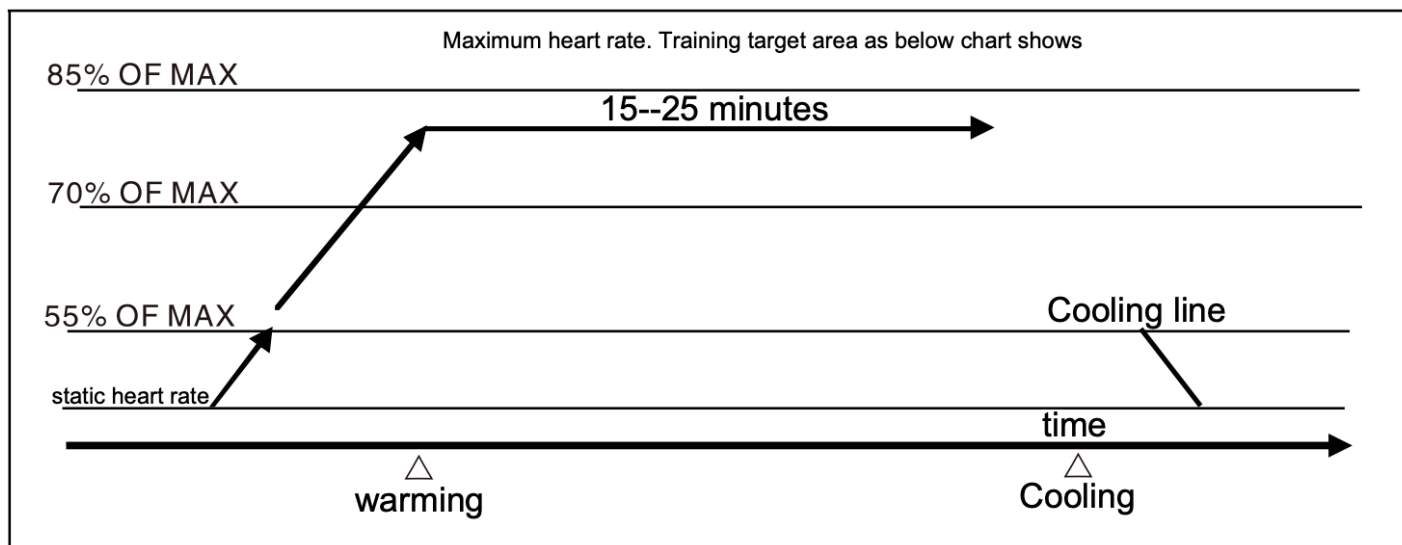 Maximum heart rate. Training target area as below chart shows
85% OF MAX
15--25 minutes
70% OF MAX
55% OF MAX
Cooling line
static heart rate
time
warming
Cooling